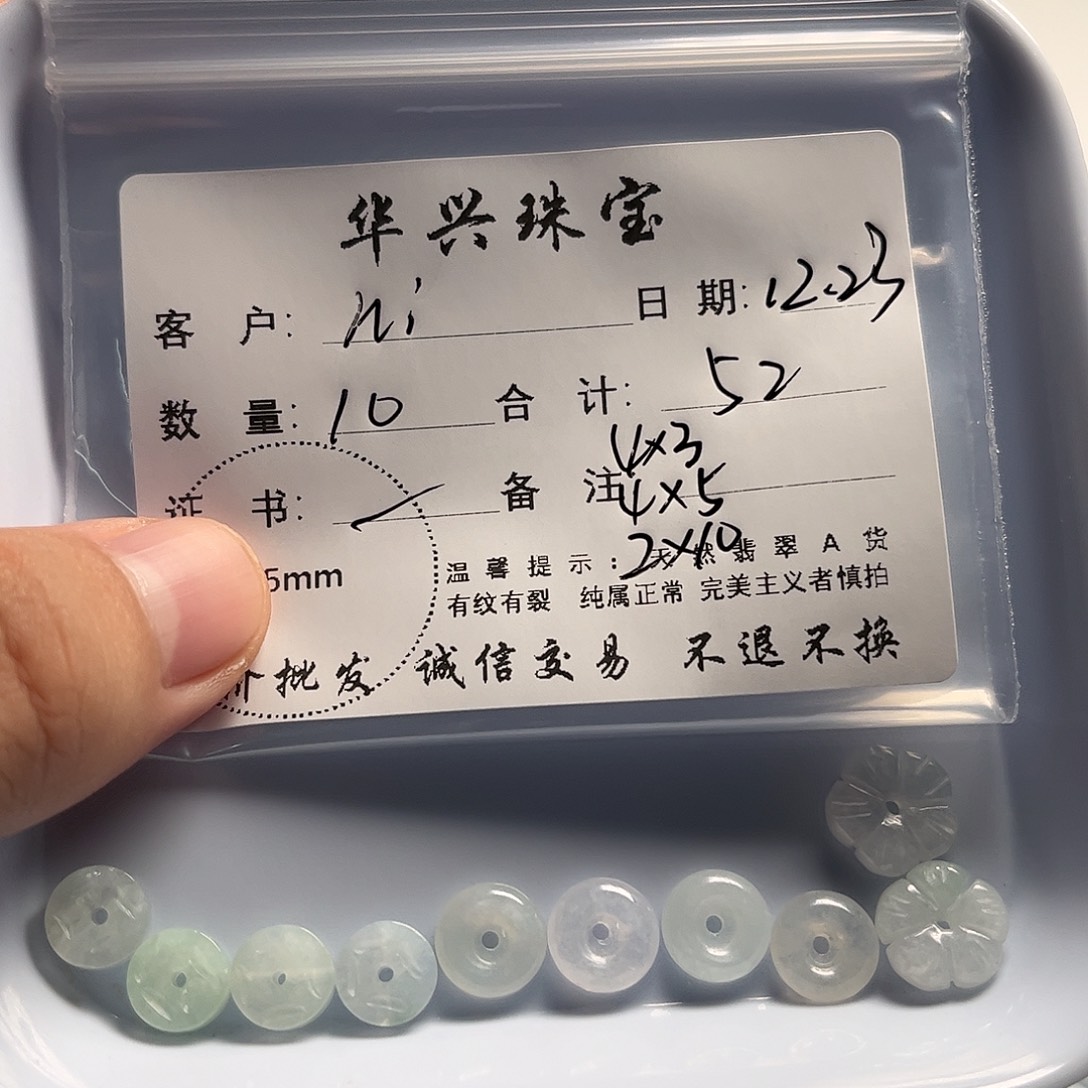 华兴珠宝
客 户: Ni 日 期: 12.23
数 量: 10 合 计: 52
证 书: / 备 注: 4×3
4×5
2×10
5mm
温馨提示: 天然翡翠A货
有纹有裂 纯属正常 完美主义者慎拍
价批发 诚信交易 不退不换